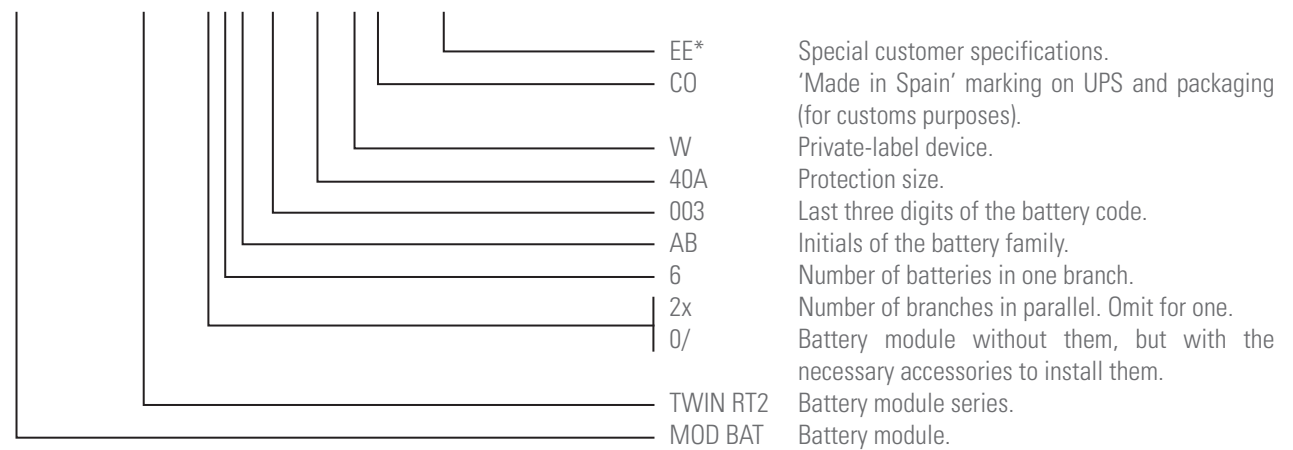 EE* Special customer specifications.
CO ‘Made in Spain’ marking on UPS and packaging
(for customs purposes).
W Private-label device.
40A Protection size.
003 Last three digits of the battery code.
AB Initials of the battery family.
6 Number of batteries in one branch.
2x Number of branches in parallel. Omit for one.
0/ Battery module without them, but with the
necessary accessories to install them.
TWIN RT2 Battery module series.
MOD BAT Battery module.